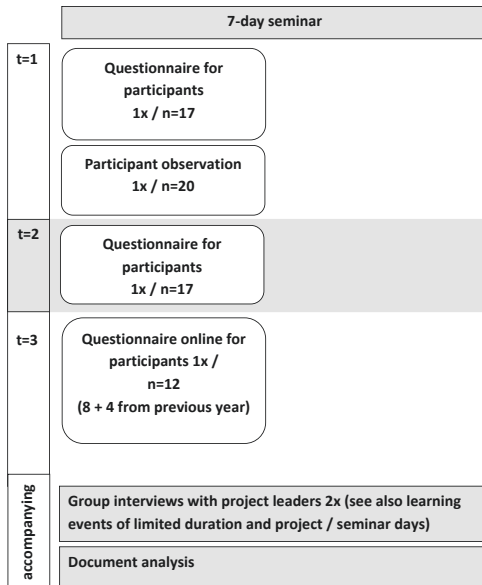 7-day seminar
t=1
Questionnaire for
participants
1x / n=17
Participant observation
1x / n=20
t=2
Questionnaire for
participants
1x / n=17
t=3
Questionnaire online for
participants 1x /
n=12
(8 + 4 from previous year)
accompanying
Group interviews with project leaders 2x (see also learning
events of limited duration and project / seminar days)
Document analysis